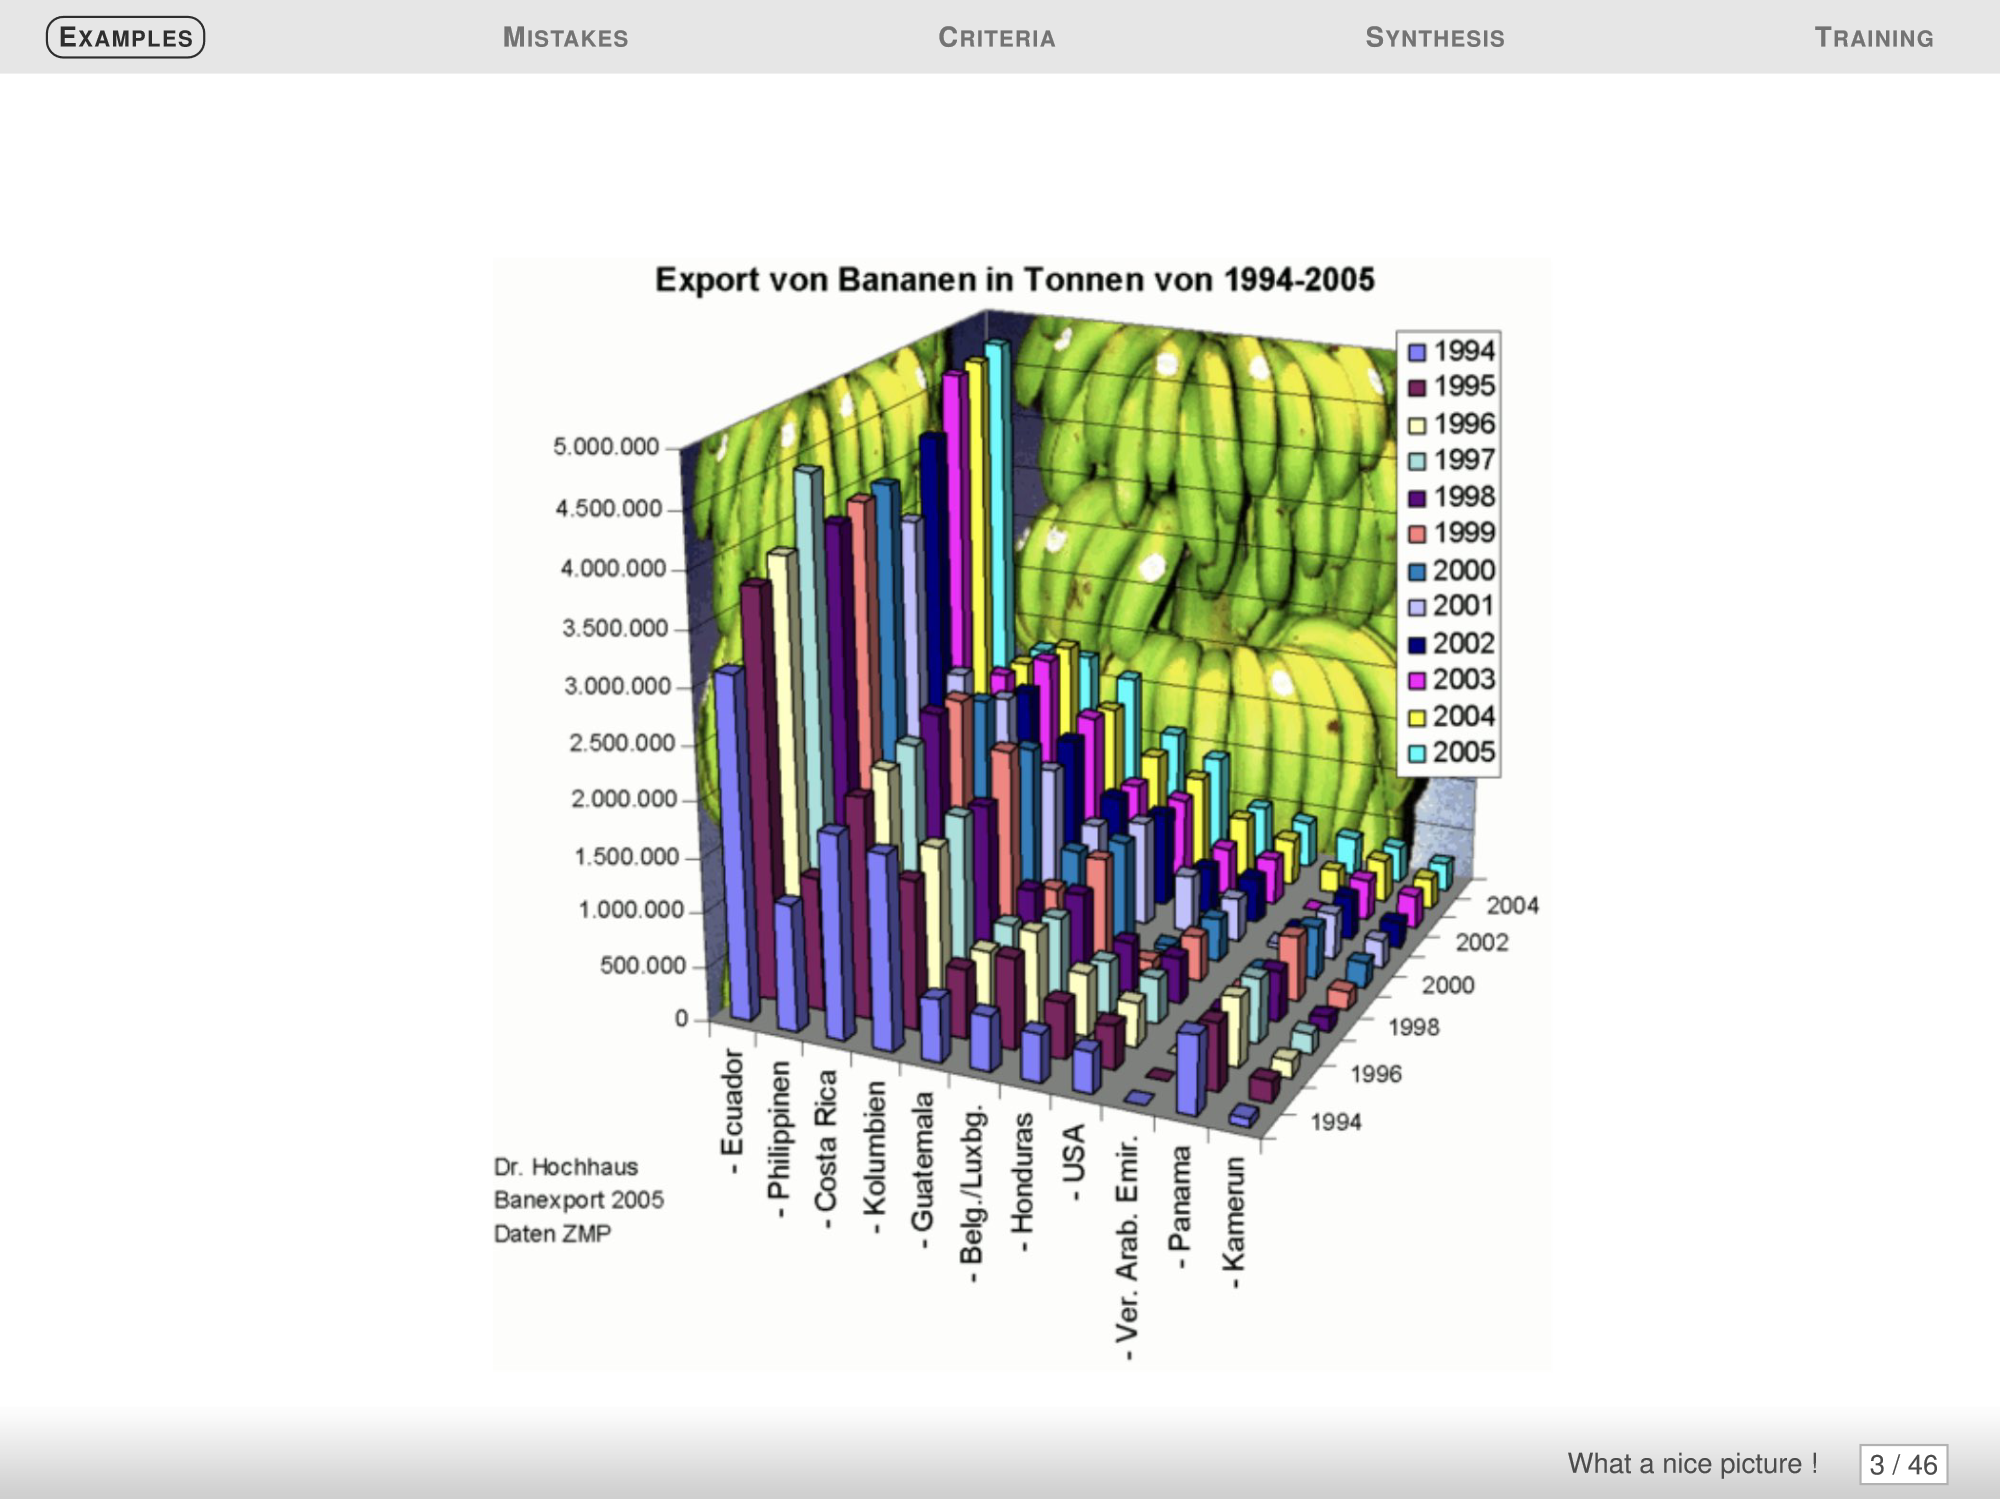 EXAMPLES MISTAKES CRITERIA SYNTHESIS TRAINING
Export von Bananen in Tonnen von 1994-2005
1994
1995
1996
1997
1998
1999
2000
2001
2002
2003
2004
2005
5.000.000
4.500.000
4.000.000
3.500.000
3.000.000
2.500.000
2.000.000
1.500.000
1.000.000
500.000
0
2004
2002
2000
1998
1996
1994
- Ecuador
- Philippinen
- Costa Rica
- Kolumbien
- Guatemala
- Belg./Luxbg.
- Honduras
- USA
- Ver. Arab. Emir.
- Panama
- Kamerun
Dr. Hochhaus
Banexport 2005
Daten ZMP
What a nice picture ! 3 / 46